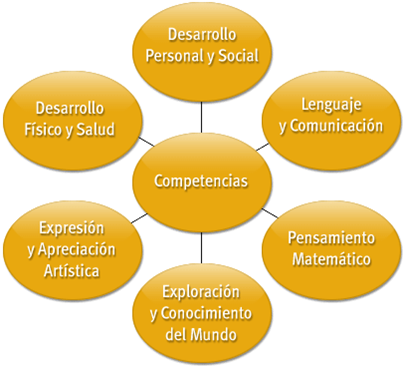 Desarrollo
Personal y Social
Lenguaje
y Comunicación
Desarrollo
Físico y Salud
Competencias
Expresión
y Apreciación
Artística
Pensamiento
Matemático
Exploración
y Conocimiento
del Mundo